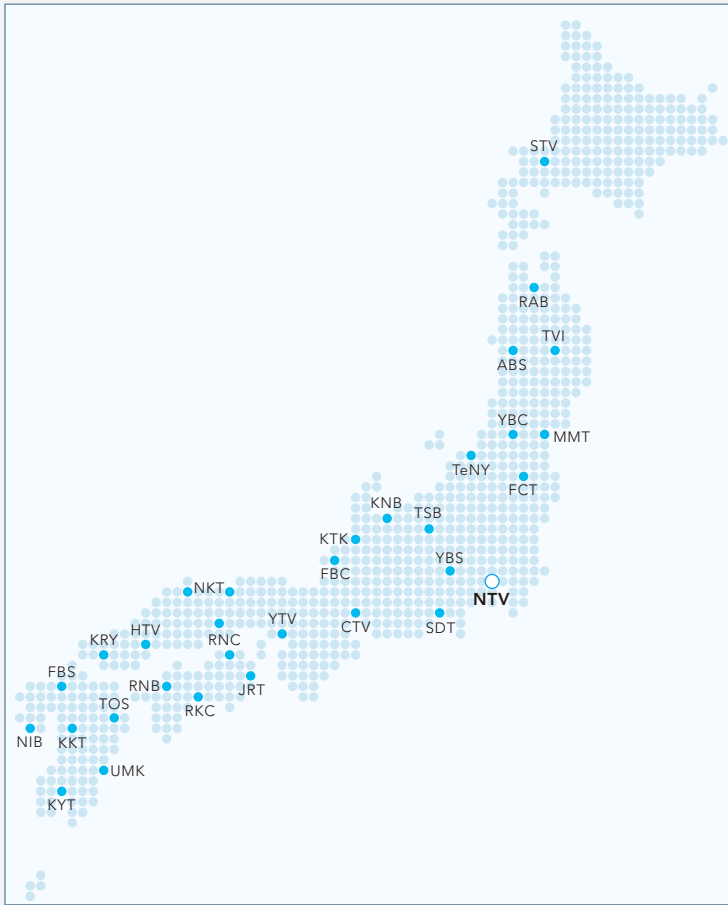 STV
RAB
TVI
ABS
YBC
MMT
TeNY
FCT
KNB
TSB
KTK
FBC
YBS
NKT
NTV
YTV
CTV
SDT
HTV
RNC
KRY
FBS
RNB
JRT
RKC
TOS
NIB
KKT
UMK
KYT